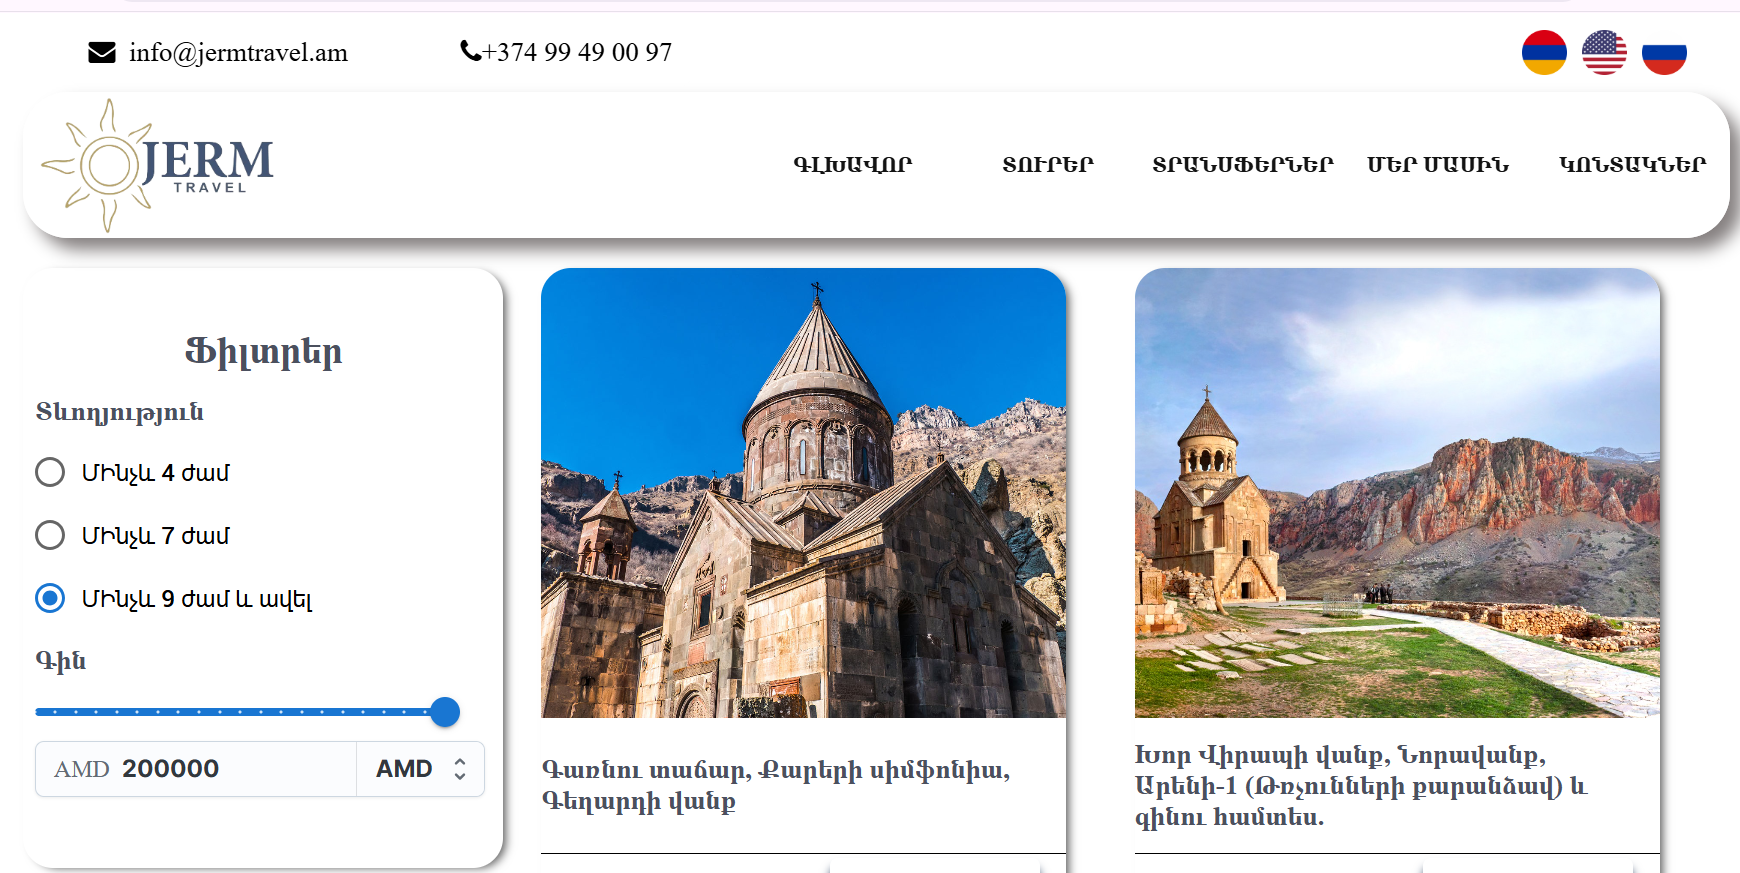 info@jermtravel.am
+374 99 49 00 97
JERM
TRAVEL
ԳԼԽԱՎՈՐ
ՏՈՒՐԵՐ
ՏՐԱՆՍՖԵՐՆԵՐ
ՄԵՐ ՄԱՍԻՆ
ԿՈՆՏԱԿՆԵՐ
Ֆիլտրեր
Տևողյություն
ՄԻնչև 4 ժամ
ՄԻնչև 7 ժամ
ՄԻնչև 9 ժամ և ավել
Գին
AMD 200000
AMD
Գառնու տաճար, Քարերի սիմֆոնիա,
Գեղարդի վանք
Խոր Վիրապի վանք, Նորավանք,
Արենի-1 (Թռչունների քարանձավ) և
գինու համտես.